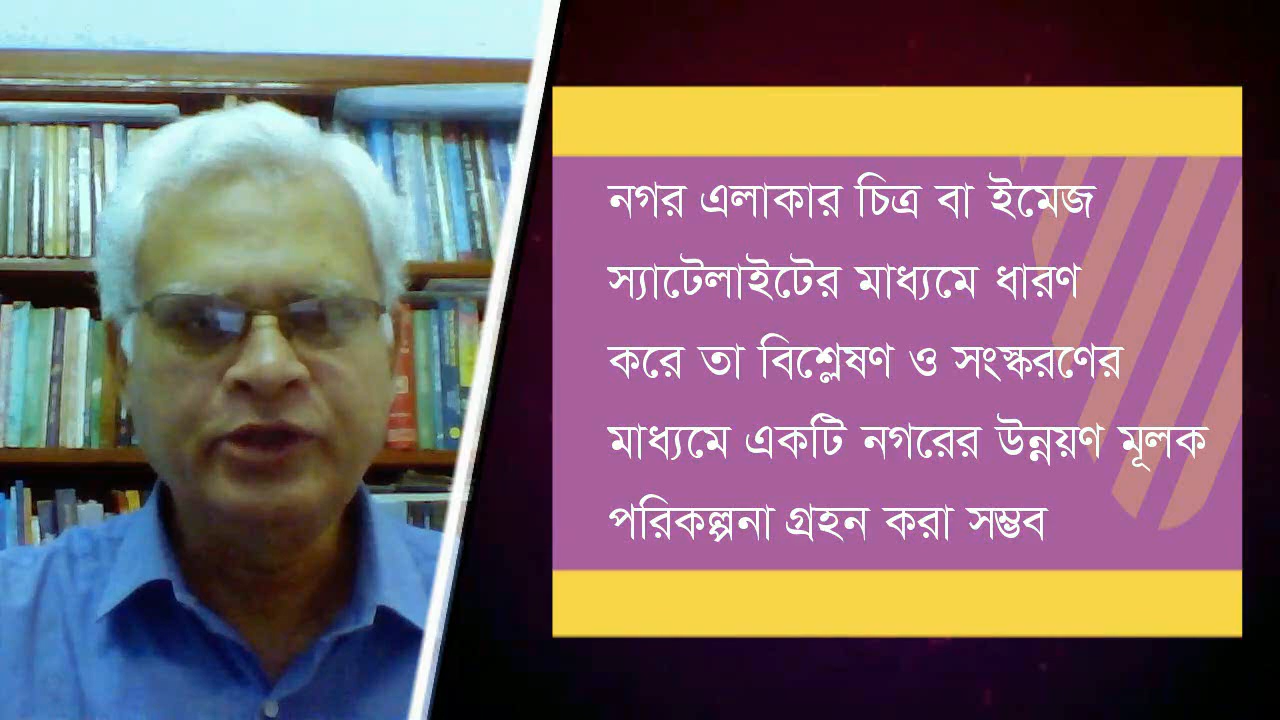 নগর এলাকার চিত্র বা ইমেজ
স্যাটেলাইটের মাধ্যমে ধারণ
করে তা বিশ্লেষণ ও সংস্করণের
মাধ্যমে একটি নগরের উন্নয়ণ মূলক
পরিকল্পনা গ্রহন করা সম্ভব